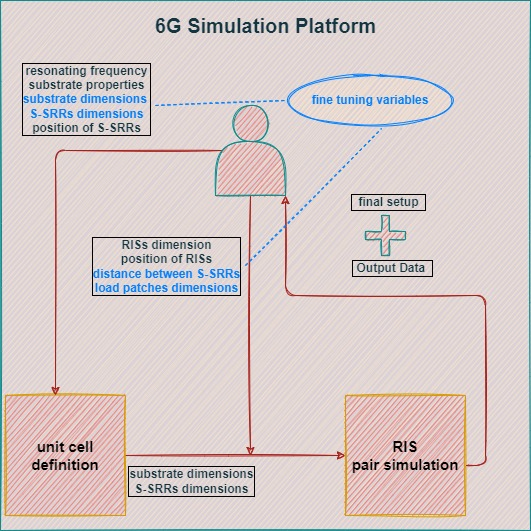 6G Simulation Platform
resonating frequency
substrate properties
substrate dimensions
S-SRRs dimensions
position of S-SRRs
fine tuning variables
final setup
Output Data
RISs dimension
position of RISs
distance between S-SRRs
load patches dimensions
unit cell
definition
substrate dimensions
S-SRRs dimensions
RIS
pair simulation